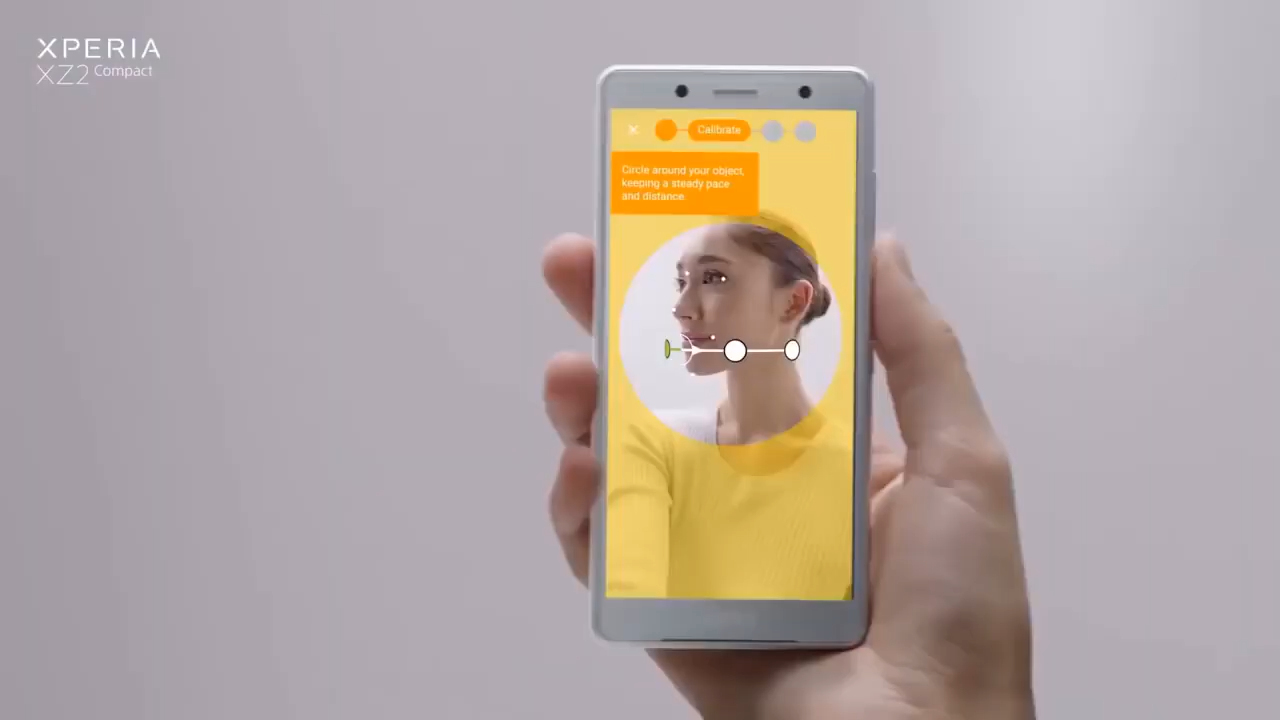 XPERIA
XZ2 Compact
Calibrate
Circle around your object,
keeping a steady pace
and distance.